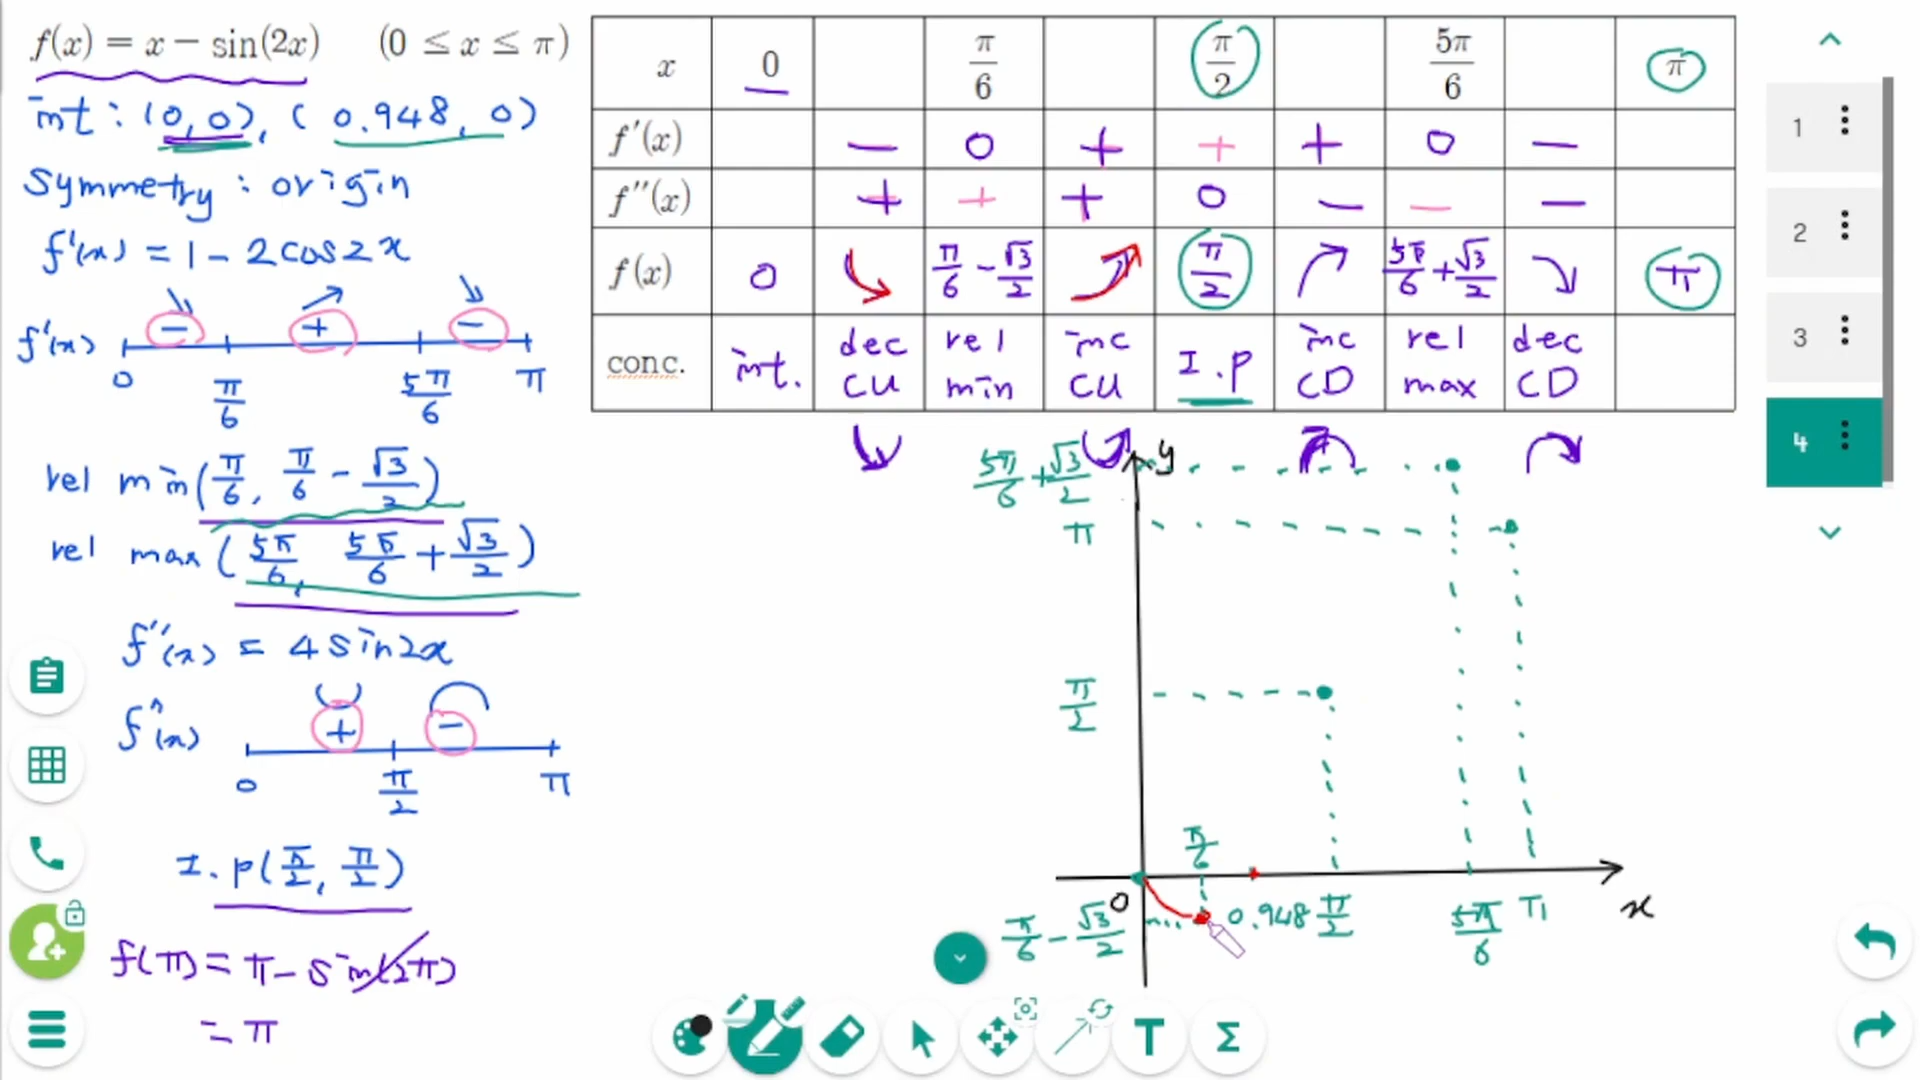 f(x) = x − sin(2x) (0 ≤ x ≤ π)
int : (0, 0), ( 0.948, 0)
Symmetry : origin
f'(x) = 1 - 2cos2x
f'(x) − + −
0 π/6 5π/6 π
rel min (π/6, π/6 - √3/2)
rel max (5π/6, 5π/6 + √3/2)
f''(x) = 4sin2x
f''(x) + −
0 π/2 π
I.p (π/2, π/2)
f(π) = π - sin(2π)
= π
x 0 π/6 π/2 5π/6 π
f'(x) − 0 + + + 0 −
f''(x) + + + 0 − − −
f(x) 0 π/6 - √3/2 π/2 5π/6 + √3/2 π
conc. int. dec CU rel min inc CU I.p inc CD rel max dec CD
y
5π/6 + √3/2
π
π/2
π/6
0 0.948 π/2 5π/6 π x
π/6 - √3/2
1
2
3
4
T Σ